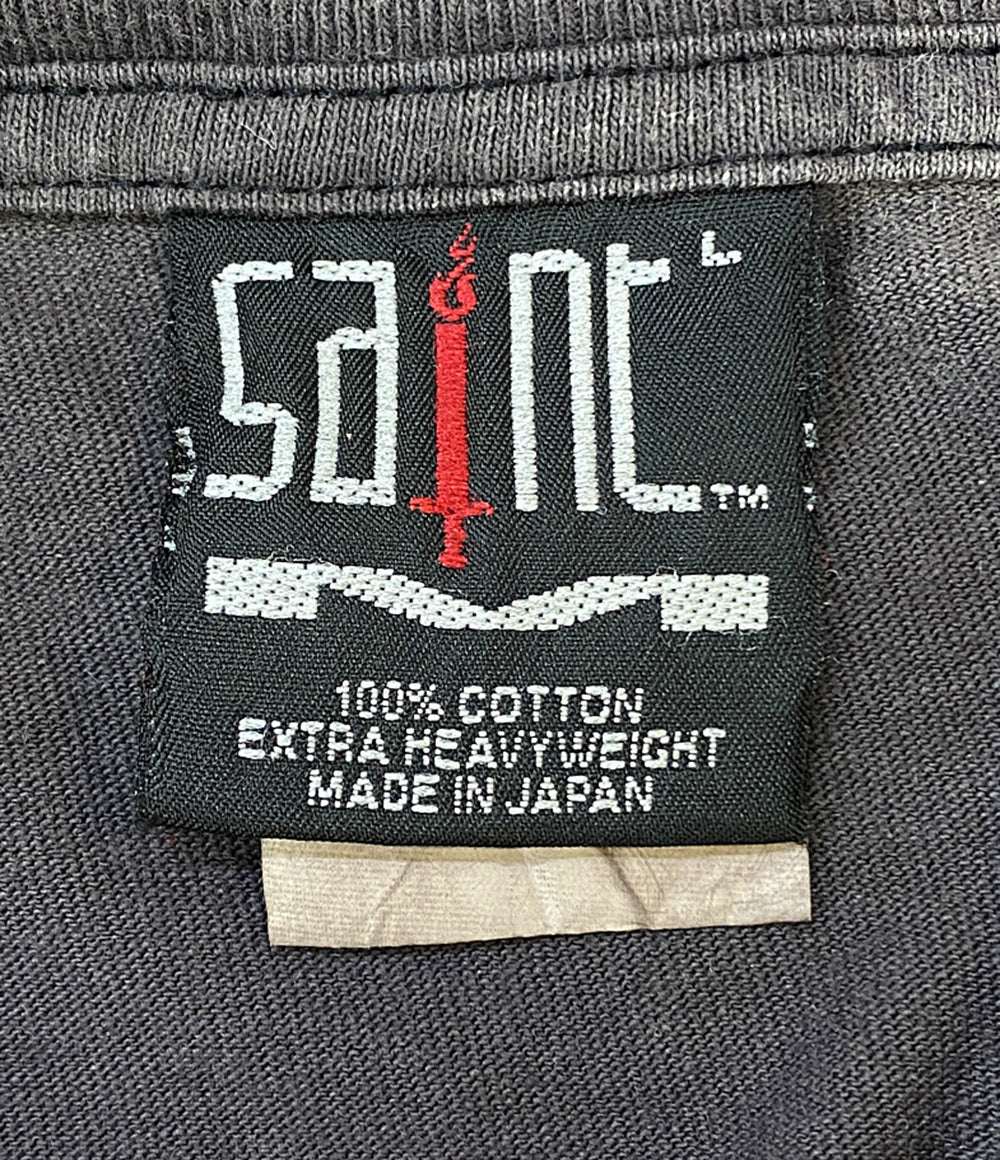 saint L
™
100% COTTON
EXTRA HEAVYWEIGHT
MADE IN JAPAN